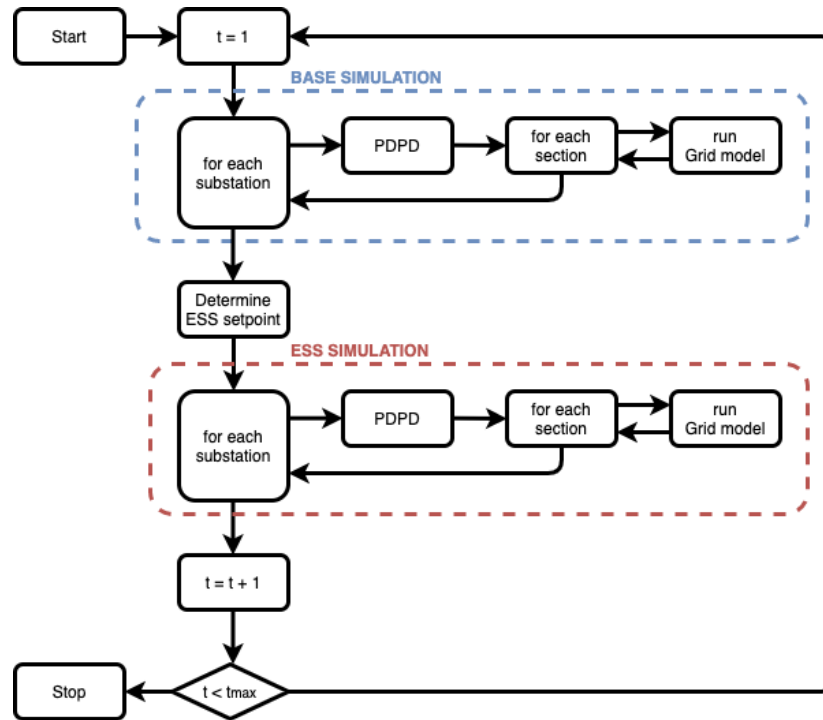 Start
t = 1
BASE SIMULATION
for each
substation
PDPD
for each
section
run
Grid model
Determine
ESS setpoint
ESS SIMULATION
for each
substation
PDPD
for each
section
run
Grid model
t = t + 1
Stop
t < tmax